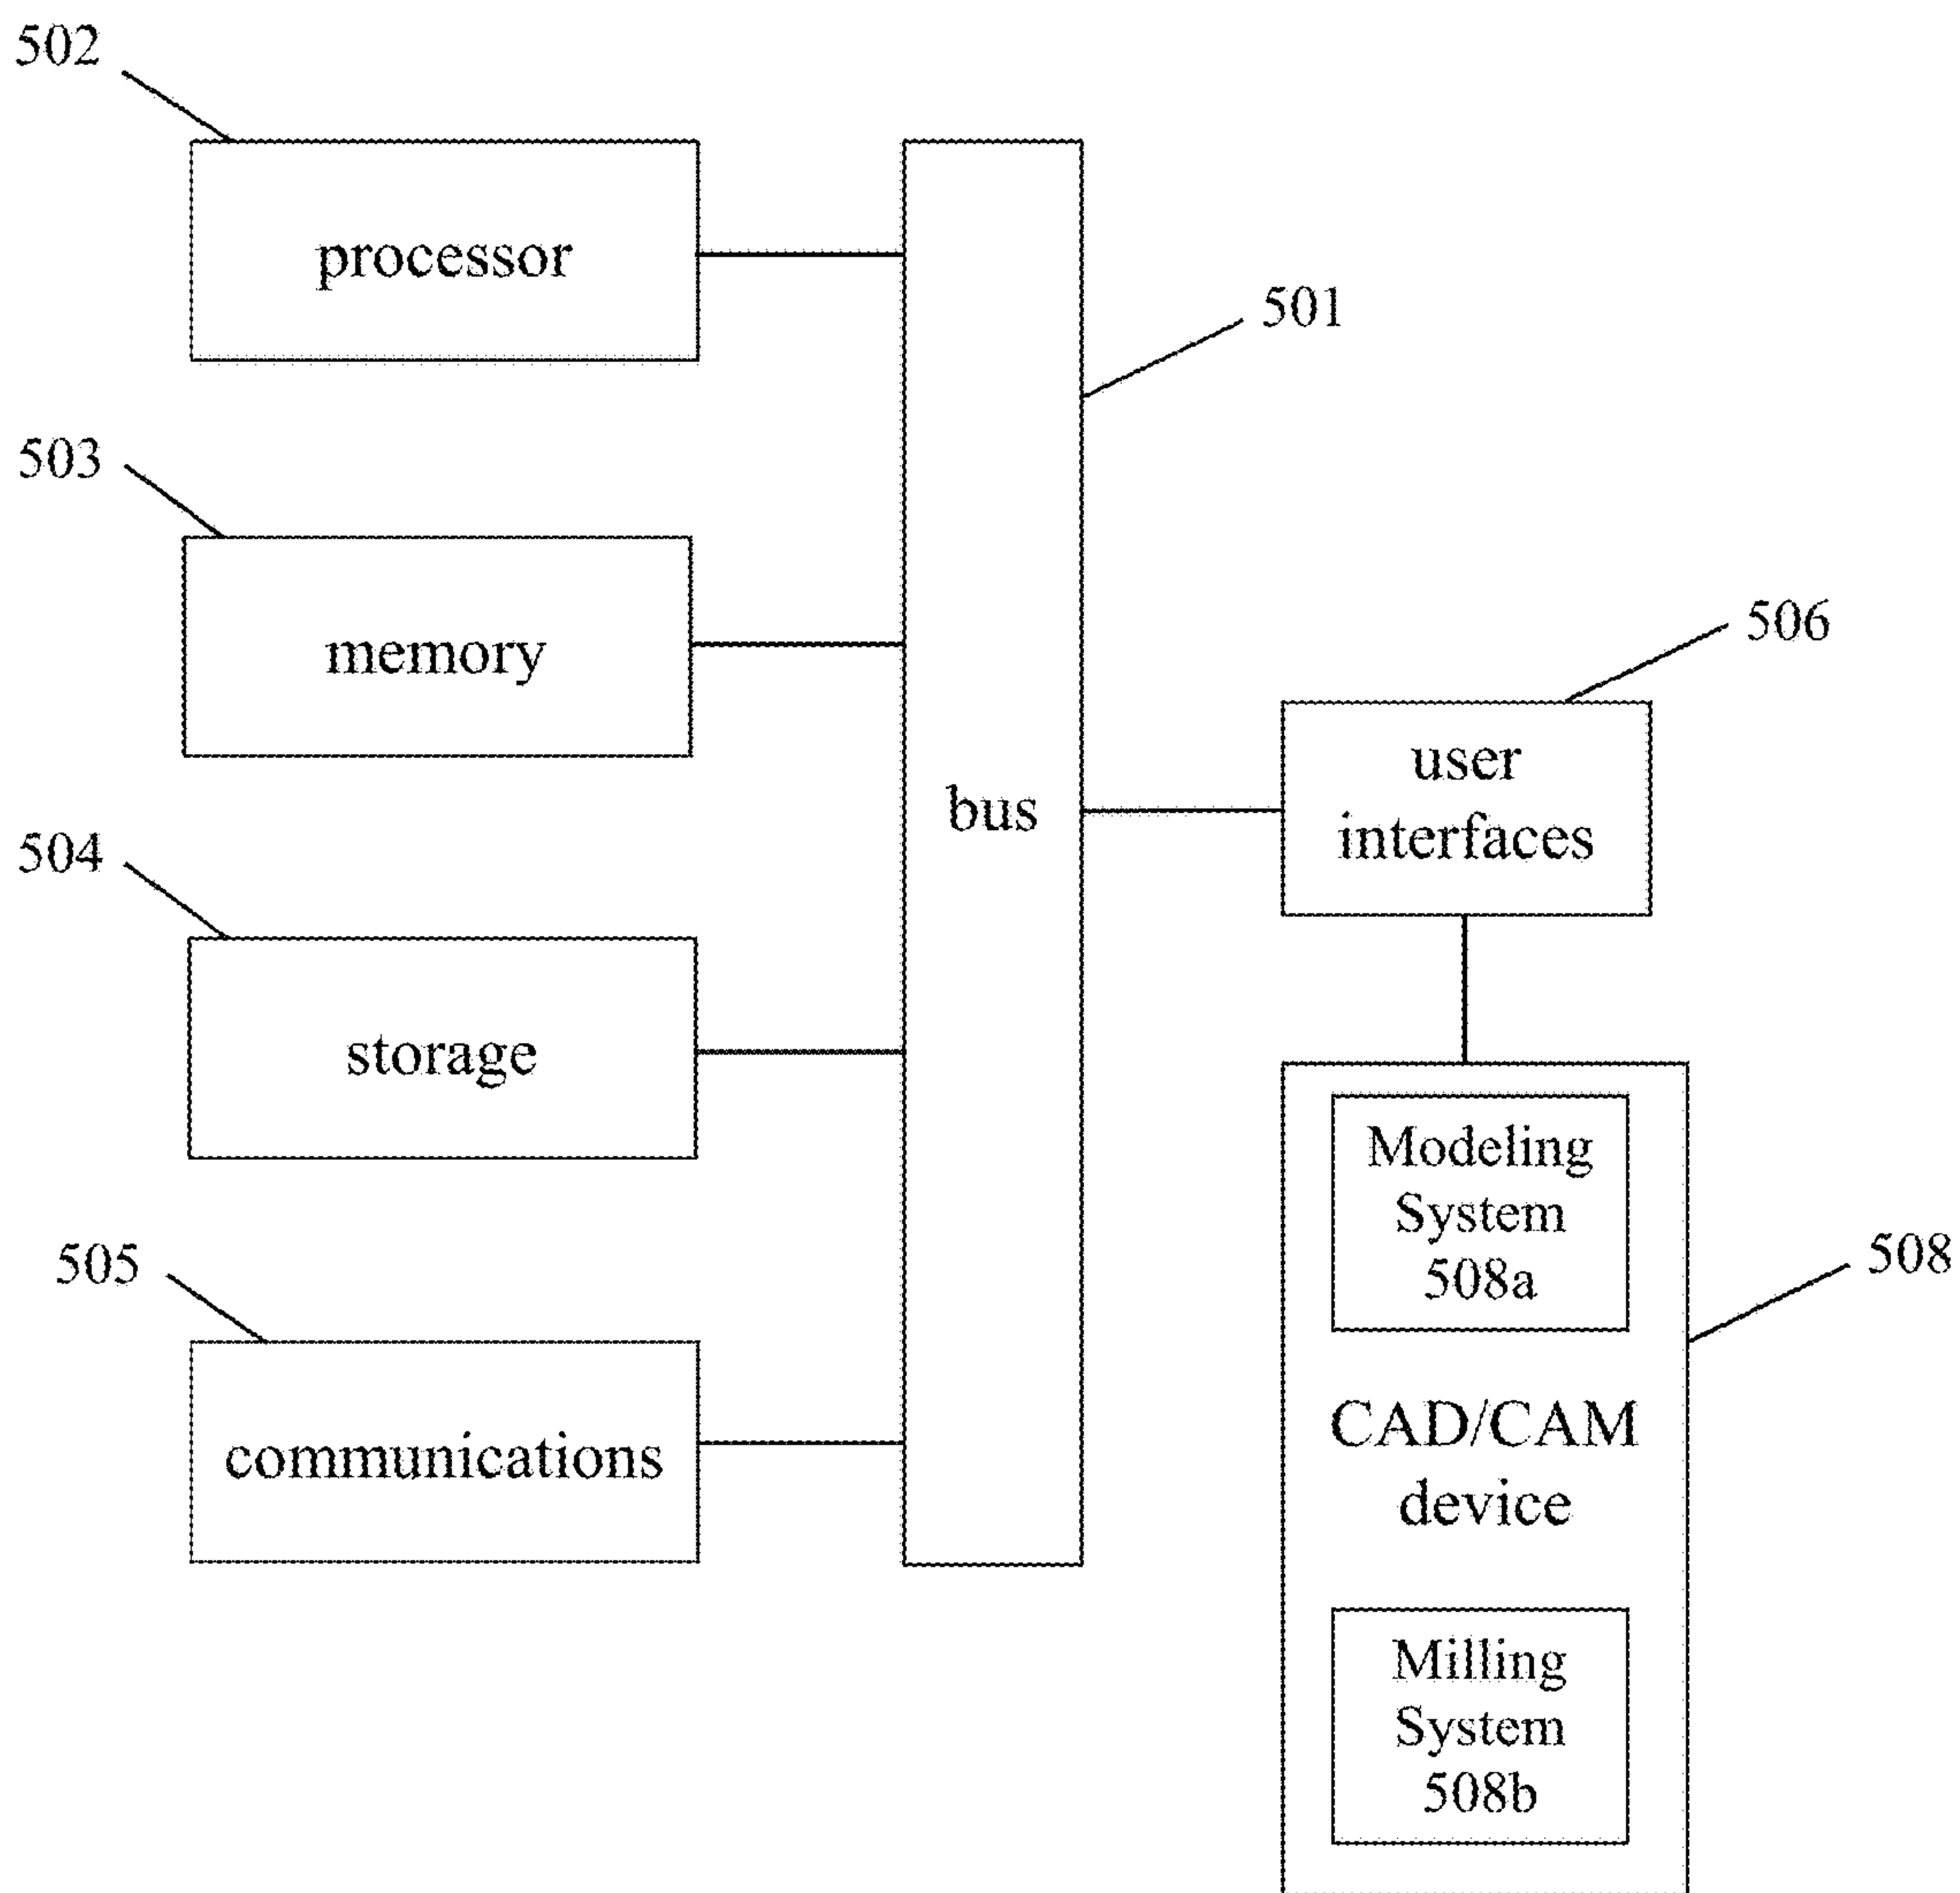 502
processor
501
503
memory
506
user
interfaces
bus
504
storage
Modeling
System
508a
508
505
communications
CAD/CAM
device
Milling
System
508b